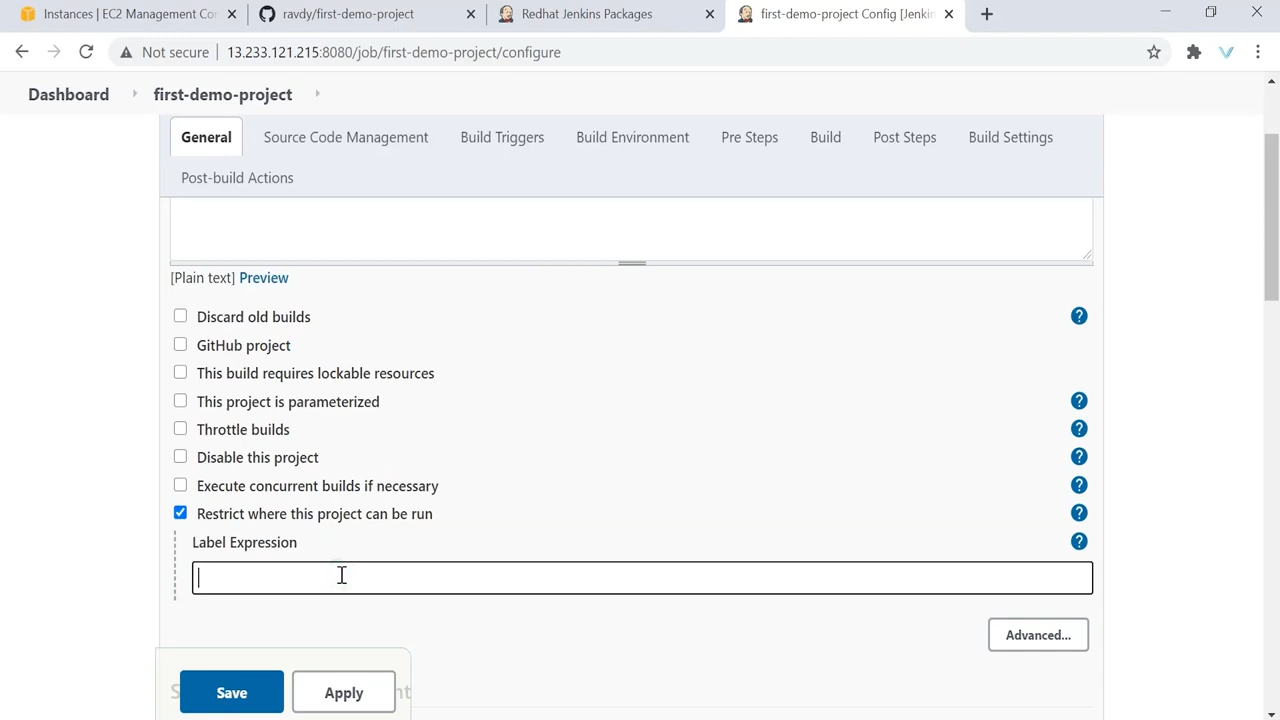 Instances | EC2 Management Cor
ravdy/first-demo-project
Redhat Jenkins Packages
first-demo-project Config [Jenkin
Not secure
13.233.121.215:8080/job/first-demo-project/configure
Dashboard
first-demo-project
General
Source Code Management
Build Triggers
Build Environment
Pre Steps
Build
Post Steps
Build Settings
Post-build Actions
[Plain text] Preview
Discard old builds
GitHub project
This build requires lockable resources
This project is parameterized
Throttle builds
Disable this project
Execute concurrent builds if necessary
Restrict where this project can be run
Label Expression
Advanced...
Save
Apply